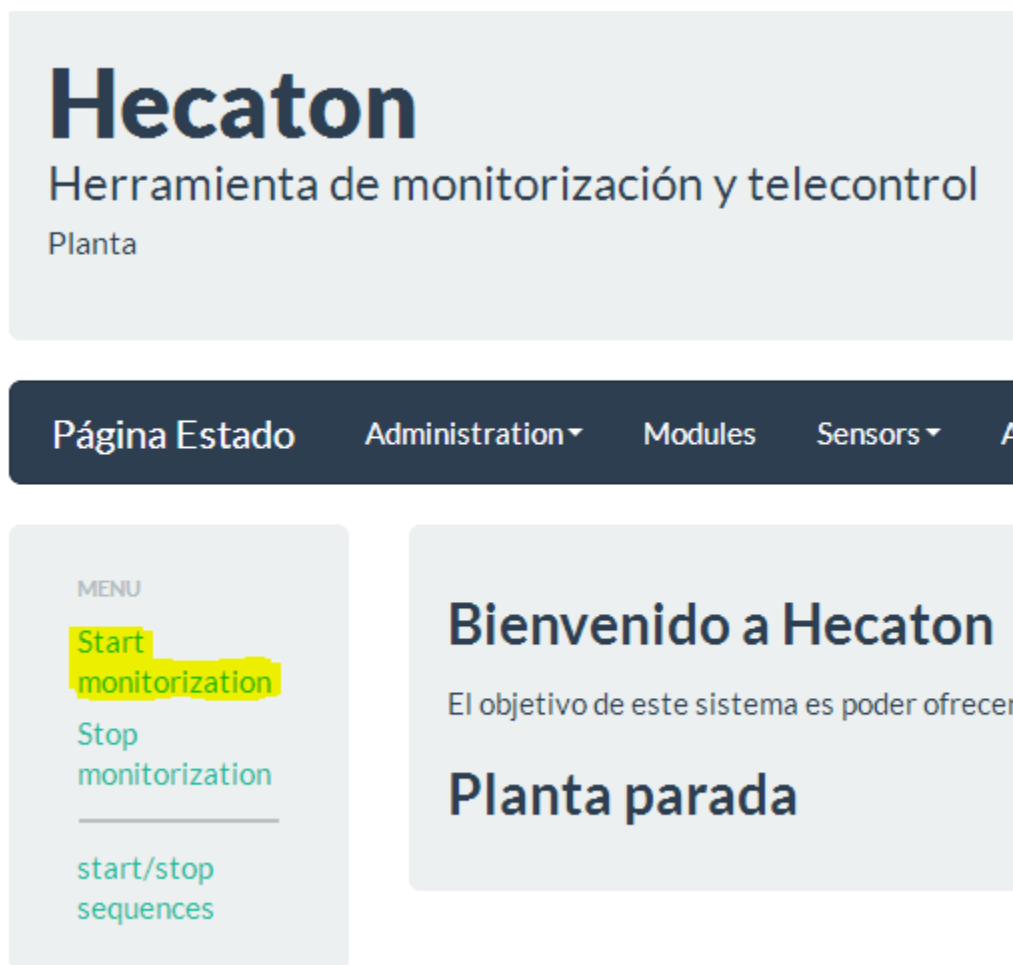 Hecaton
Herramienta de monitorización y telecontrol
Planta
Página Estado Administration Modules Sensors A
MENU
Start
monitorization
Stop
monitorization
start/stop
sequences
Bienvenido a Hecaton
El objetivo de este sistema es poder ofrecer
Planta parada